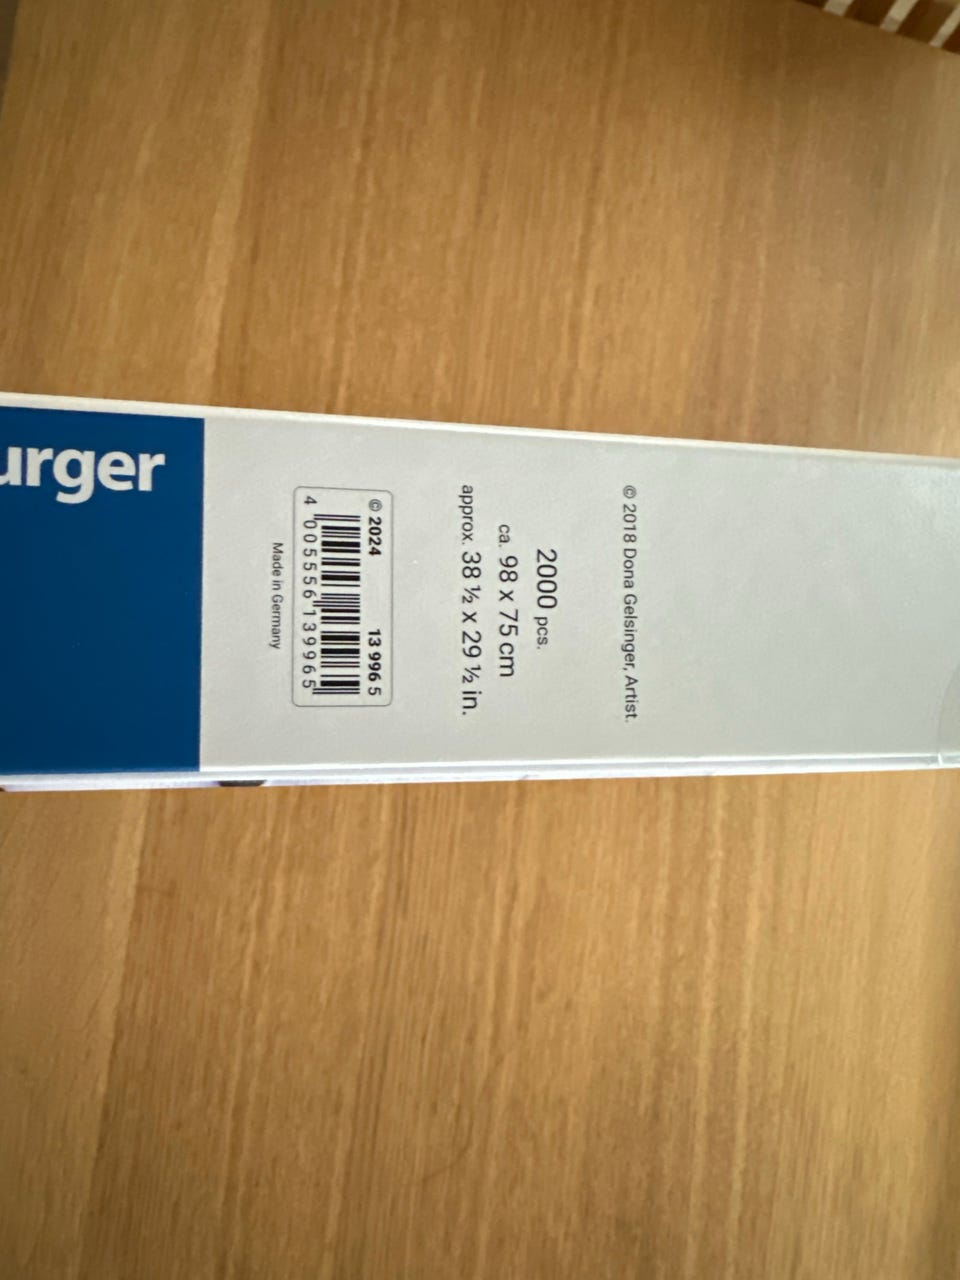 urger
© 2018 Dona Gelsinger, Artist.
2000 pcs.
ca. 98 x 75 cm
approx. 38 ½ x 29 ½ in.
© 2024 13 996 5
4 005556 139965
Made in Germany